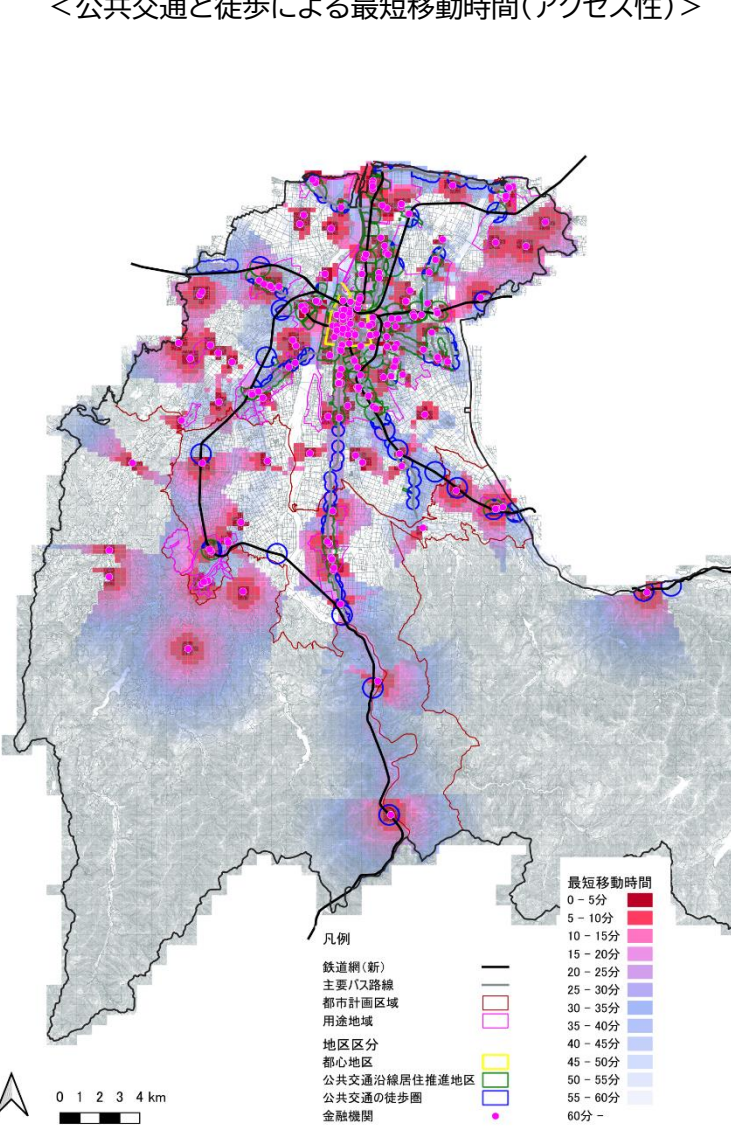 <公共交通と徒歩による最短移動時間(アクセス性)>
最短移動時間
0 - 5分
5 - 10分
10 - 15分
15 - 20分
20 - 25分
25 - 30分
30 - 35分
35 - 40分
40 - 45分
45 - 50分
50 - 55分
55 - 60分
60分 -
凡例
鉄道網(新)
主要バス路線
都市計画区域
用途地域
地区区分
都心地区
公共交通沿線居住推進地区
公共交通の徒歩圏
金融機関
0 1 2 3 4 km